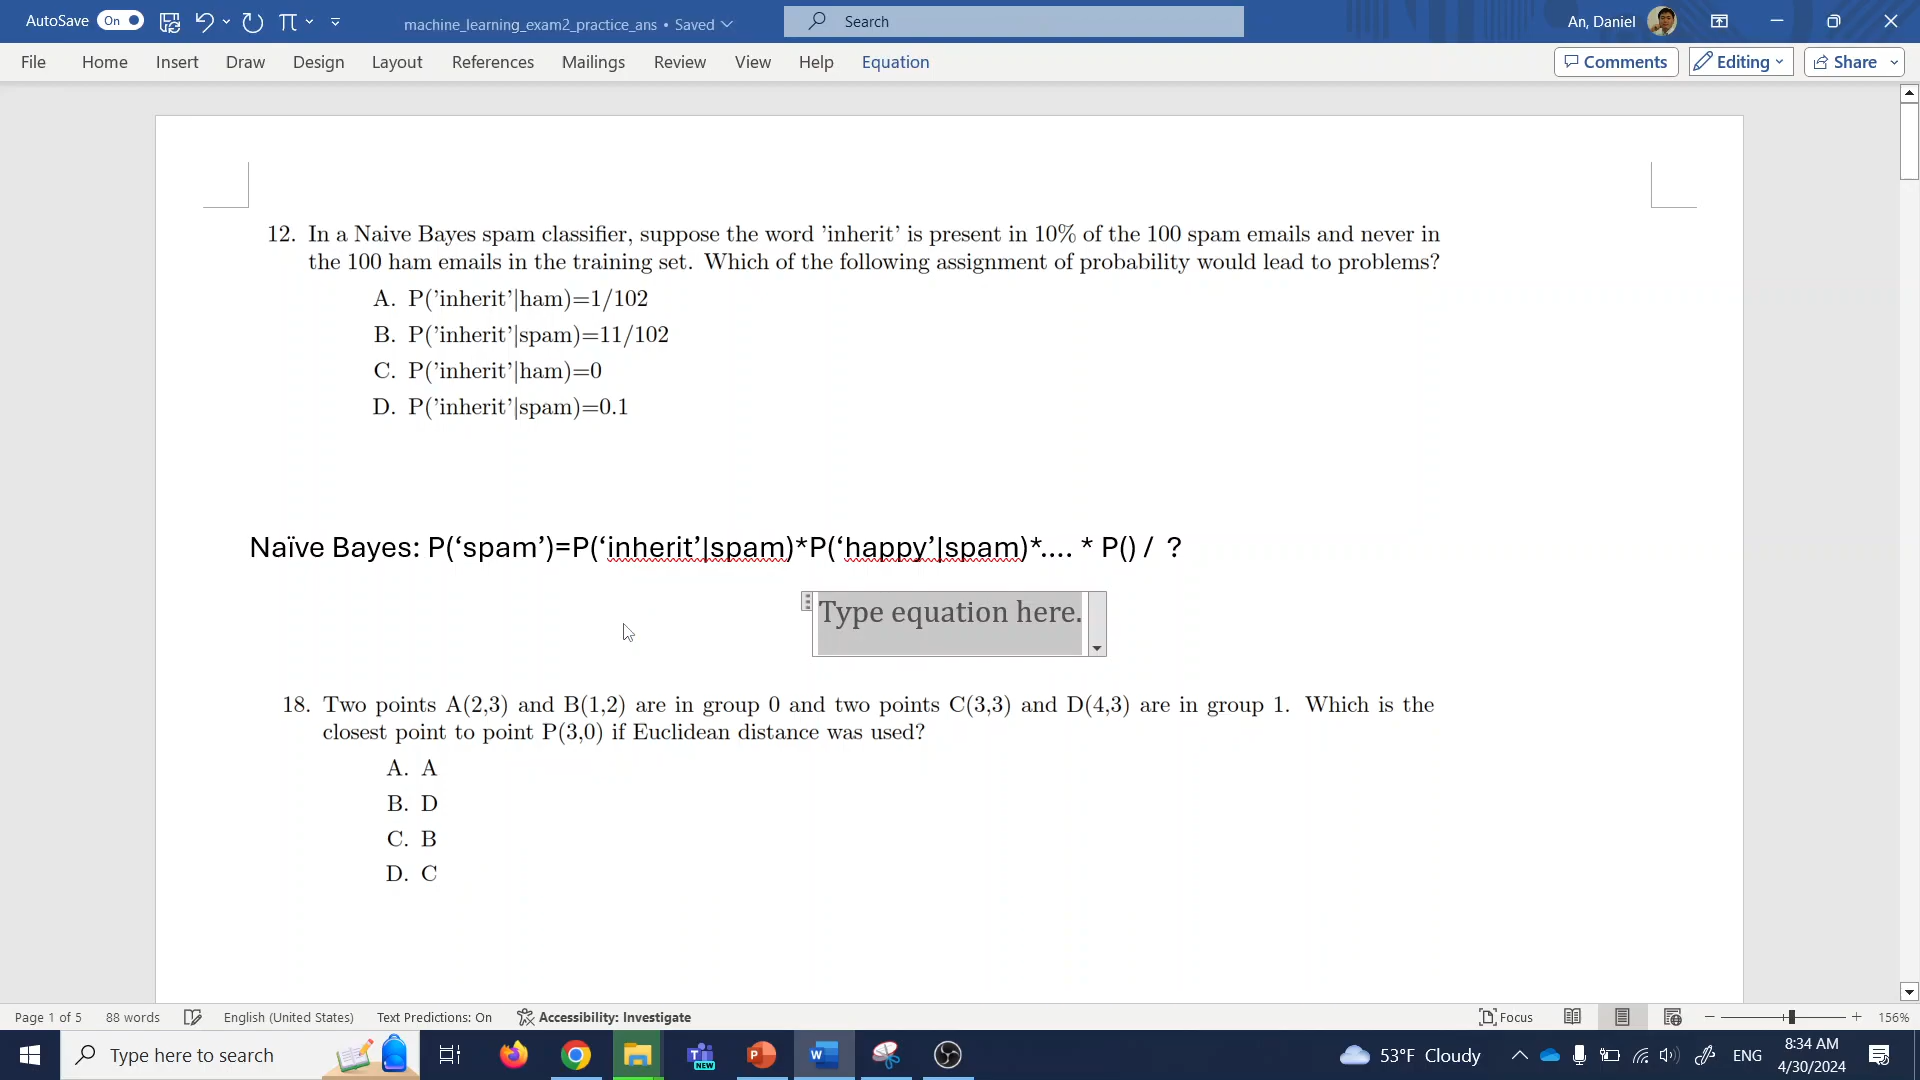 AutoSave On machine_learning_exam2_practice_ans • Saved Search An, Daniel
File Home Insert Draw Design Layout References Mailings Review View Help Equation Comments Editing Share
12. In a Naive Bayes spam classifier, suppose the word ’inherit’ is present in 10% of the 100 spam emails and never in
the 100 ham emails in the training set. Which of the following assignment of probability would lead to problems?
A. P(’inherit’|ham)=1/102
B. P(’inherit’|spam)=11/102
C. P(’inherit’|ham)=0
D. P(’inherit’|spam)=0.1
Naïve Bayes: P(‘spam’)=P(‘inherit’|spam)*P(‘happy’|spam)*.... * P() / ?
Type equation here.
18. Two points A(2,3) and B(1,2) are in group 0 and two points C(3,3) and D(4,3) are in group 1. Which is the
closest point to point P(3,0) if Euclidean distance was used?
A. A
B. D
C. B
D. C
Page 1 of 5 88 words English (United States) Text Predictions: On Accessibility: Investigate Focus 156%
Type here to search NEW 53°F Cloudy ENG 8:34 AM
4/30/2024